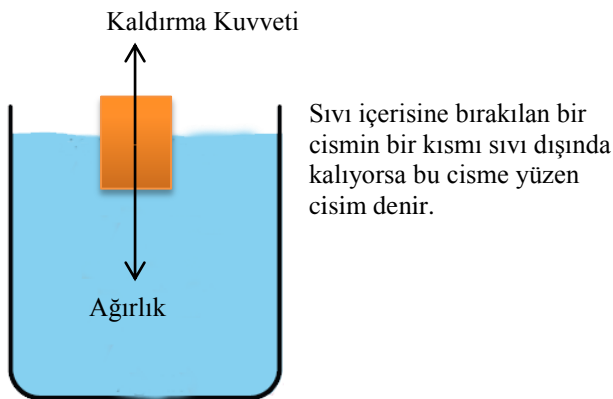 Kaldırma Kuvveti
Sıvı içerisine bırakılan bir
cismin bir kısmı sıvı dışında
kalıyorsa bu cisme yüzen
cisim denir.
Ağırlık